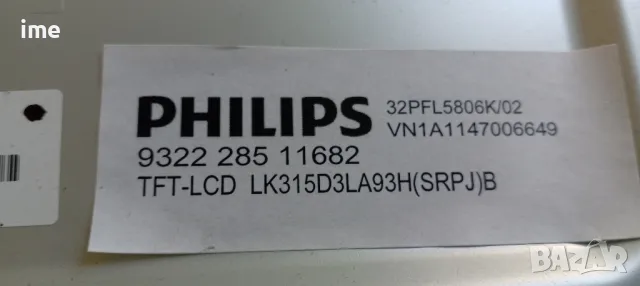 ime
PHILIPS
32PFL5806K/02
VN1A1147006649
9322 285 11682
TFT-LCD LK315D3LA93H(SRPJ)B
BAZAR